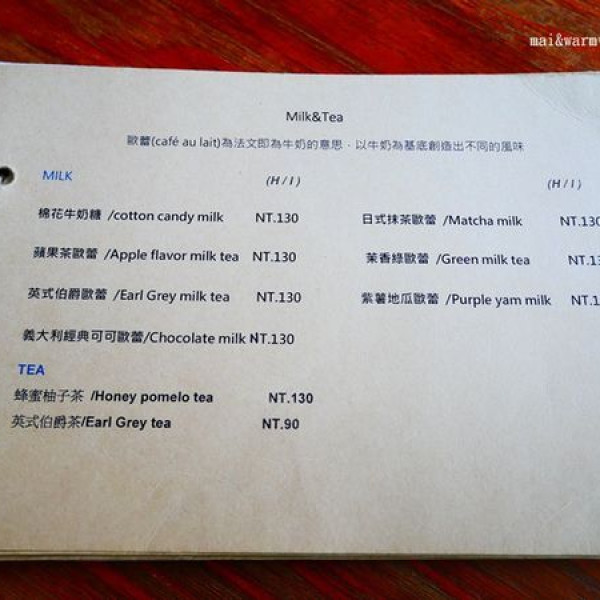 mai&warm
Milk&Tea
歐蕾(café au lait)為法文即為牛奶的意思，以牛奶為基底創造出不同的風味
MILK (H/I) (H/I)
棉花牛奶糖 /cotton candy milk NT.130 日式抹茶歐蕾 /Matcha milk NT.130
蘋果茶歐蕾 /Apple flavor milk tea NT.130 茉香綠歐蕾 /Green milk tea NT.13
英式伯爵歐蕾 /Earl Grey milk tea NT.130 紫薯地瓜歐蕾 /Purple yam milk NT.1
義大利經典可可歐蕾/Chocolate milk NT.130
TEA
蜂蜜柚子茶 /Honey pomelo tea NT.130
英式伯爵茶/Earl Grey tea NT.90